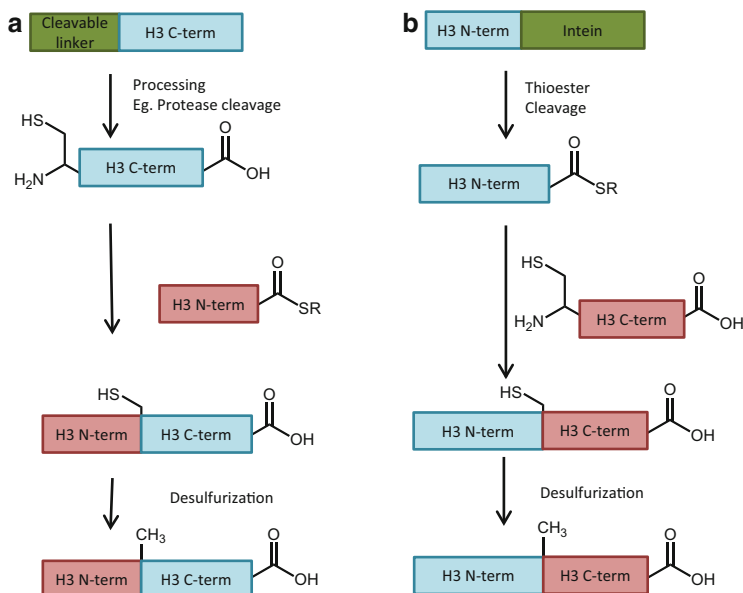 a
Cleavable
linker
H3 C-term
Processing
Eg. Protease cleavage
HS
H₂N
H3 C-term
O
OH
H3 N-term
O
SR
HS
H3 N-term
H3 C-term
O
OH
Desulfurization
CH₃
H3 N-term
H3 C-term
O
OH
b
H3 N-term
Intein
Thioester
Cleavage
H3 N-term
O
SR
HS
H₂N
H3 C-term
O
OH
HS
H3 N-term
H3 C-term
O
OH
Desulfurization
CH₃
H3 N-term
H3 C-term
O
OH